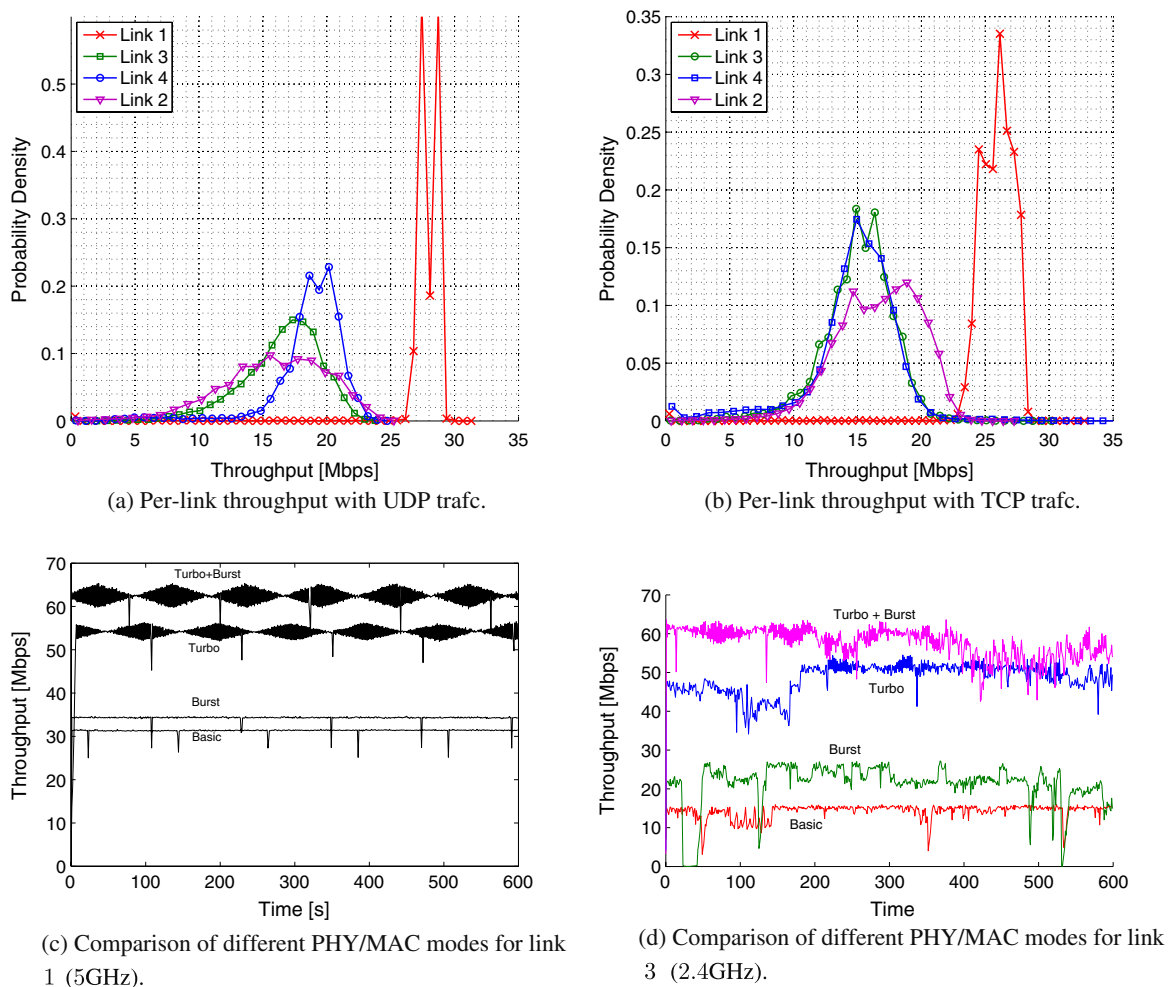 Link 1
Link 3
Link 4
Link 2
0.5
0.4
0.3
0.2
0.1
0
Probability Density
0 5 10 15 20 25 30 35
Throughput [Mbps]
(a) Per-link throughput with UDP trafc.
0.35
0.3
0.25
0.2
0.15
0.1
0.05
0
Probability Density
Link 1
Link 3
Link 4
Link 2
0 5 10 15 20 25 30 35
Throughput [Mbps]
(b) Per-link throughput with TCP trafc.
70
60
50
40
30
20
10
0
Throughput [Mbps]
Turbo+Burst
Turbo
Burst
Basic
0 100 200 300 400 500 600
Time [s]
(c) Comparison of different PHY/MAC modes for link
1 (5GHz).
70
60
50
40
30
20
10
0
Throughput [Mbps]
Turbo + Burst
Turbo
Burst
Basic
0 100 200 300 400 500 600
Time
(d) Comparison of different PHY/MAC modes for link
3 (2.4GHz).